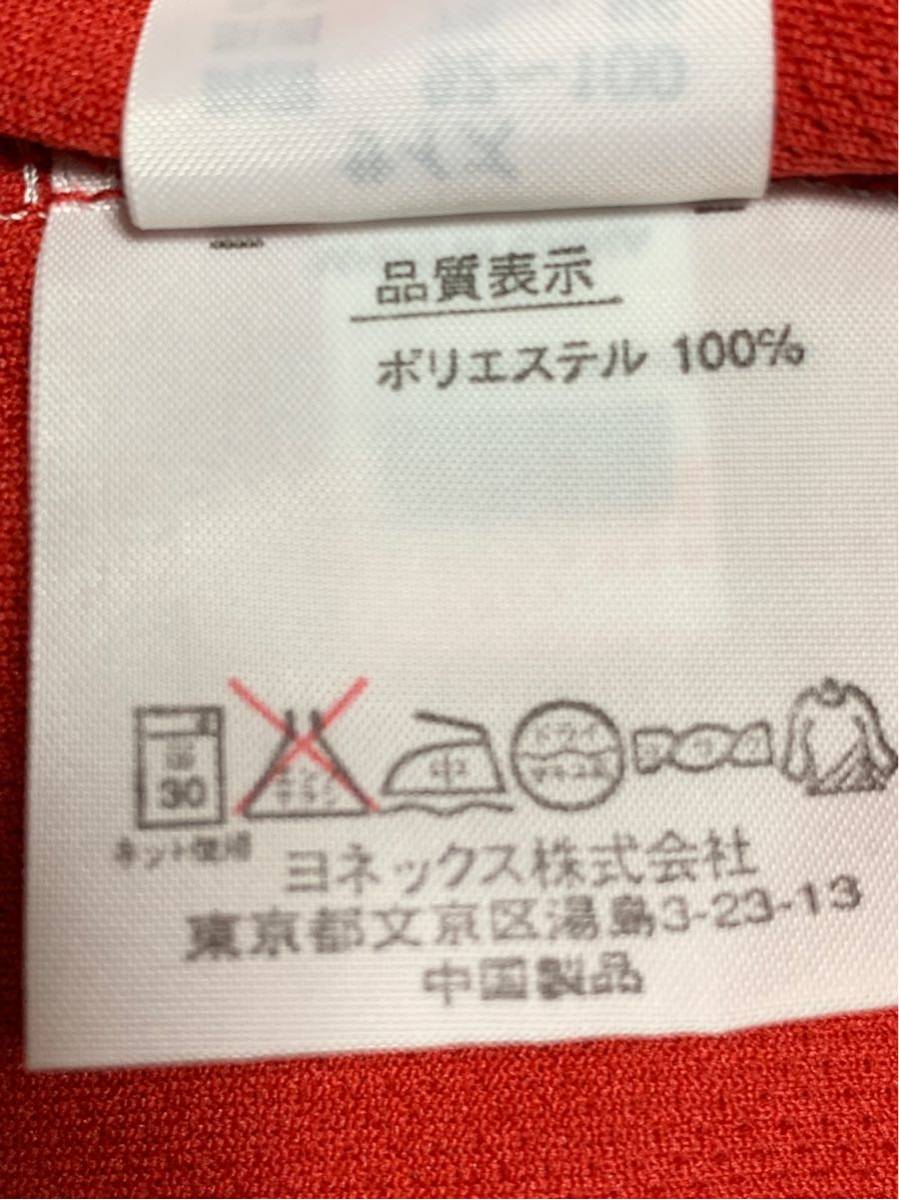 品質表示
ポリエステル 100%
30
中
ドライ
ネット使用
ヨネックス株式会社
東京都文京区湯島3-23-13
中国製品